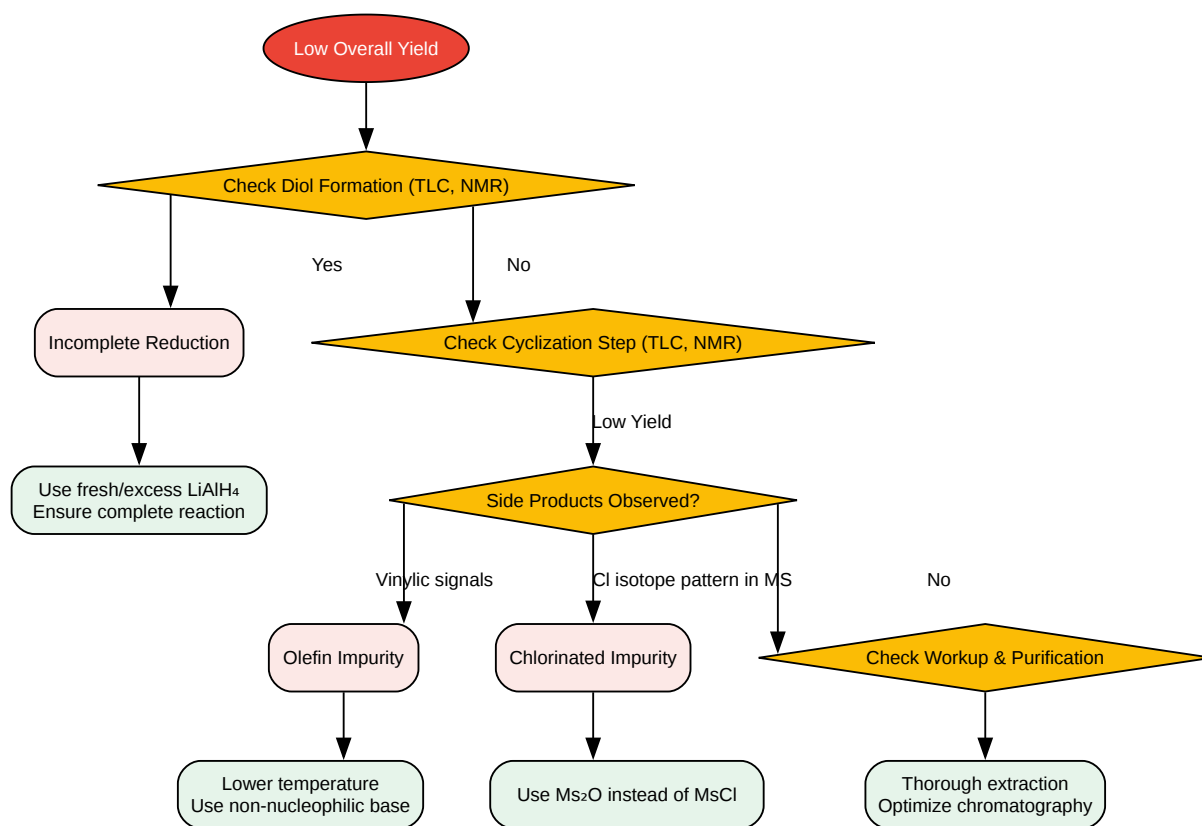 Low Overall Yield
Check Diol Formation (TLC, NMR)
Yes
No
Incomplete Reduction
Check Cyclization Step (TLC, NMR)
Low Yield
Use fresh/excess LiAlH₄
Ensure complete reaction
Side Products Observed?
Vinylic signals
Cl isotope pattern in MS
No
Olefin Impurity
Chlorinated Impurity
Check Workup & Purification
Lower temperature
Use non-nucleophilic base
Use Ms₂O instead of MsCl
Thorough extraction
Optimize chromatography